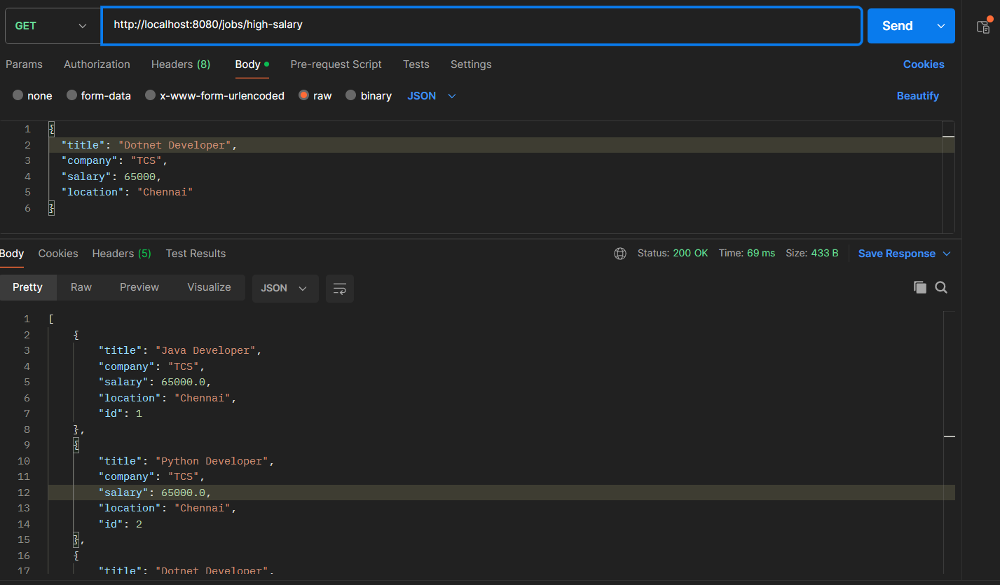 GET
http://localhost:8080/jobs/high-salary
Send
Params Authorization Headers (8) Body Pre-request Script Tests Settings Cookies
none form-data x-www-form-urlencoded raw binary JSON Beautify
1 {
2 "title": "Dotnet Developer",
3 "company": "TCS",
4 "salary": 65000,
5 "location": "Chennai"
6 }
Body Cookies Headers (5) Test Results Status: 200 OK Time: 69 ms Size: 433 B Save Response
Pretty Raw Preview Visualize JSON
1 [
2 {
3 "title": "Java Developer",
4 "company": "TCS",
5 "salary": 65000.0,
6 "location": "Chennai",
7 "id": 1
8 },
9 {
10 "title": "Python Developer",
11 "company": "TCS",
12 "salary": 65000.0,
13 "location": "Chennai",
14 "id": 2
15 },
16 {
17 "title": "Dotnet Developer",